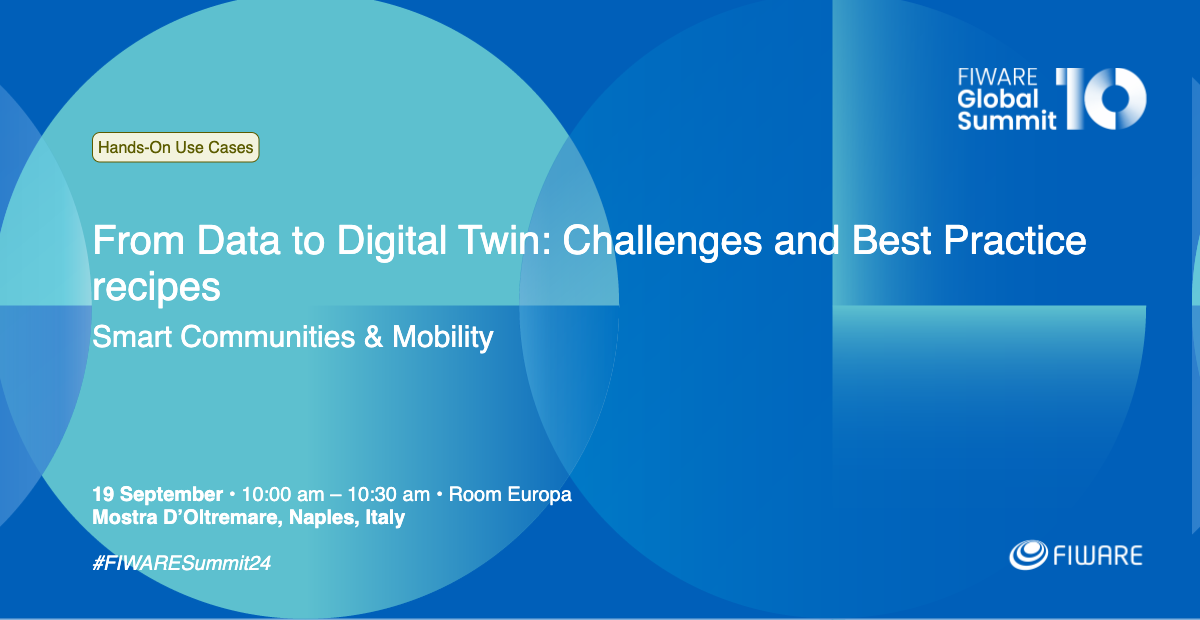 FIWARE
Global
Summit 10
Hands-On Use Cases
From Data to Digital Twin: Challenges and Best Practice
recipes
Smart Communities & Mobility
19 September • 10:00 am – 10:30 am • Room Europa
Mostra D’Oltremare, Naples, Italy
#FIWARESummit24
FIWARE